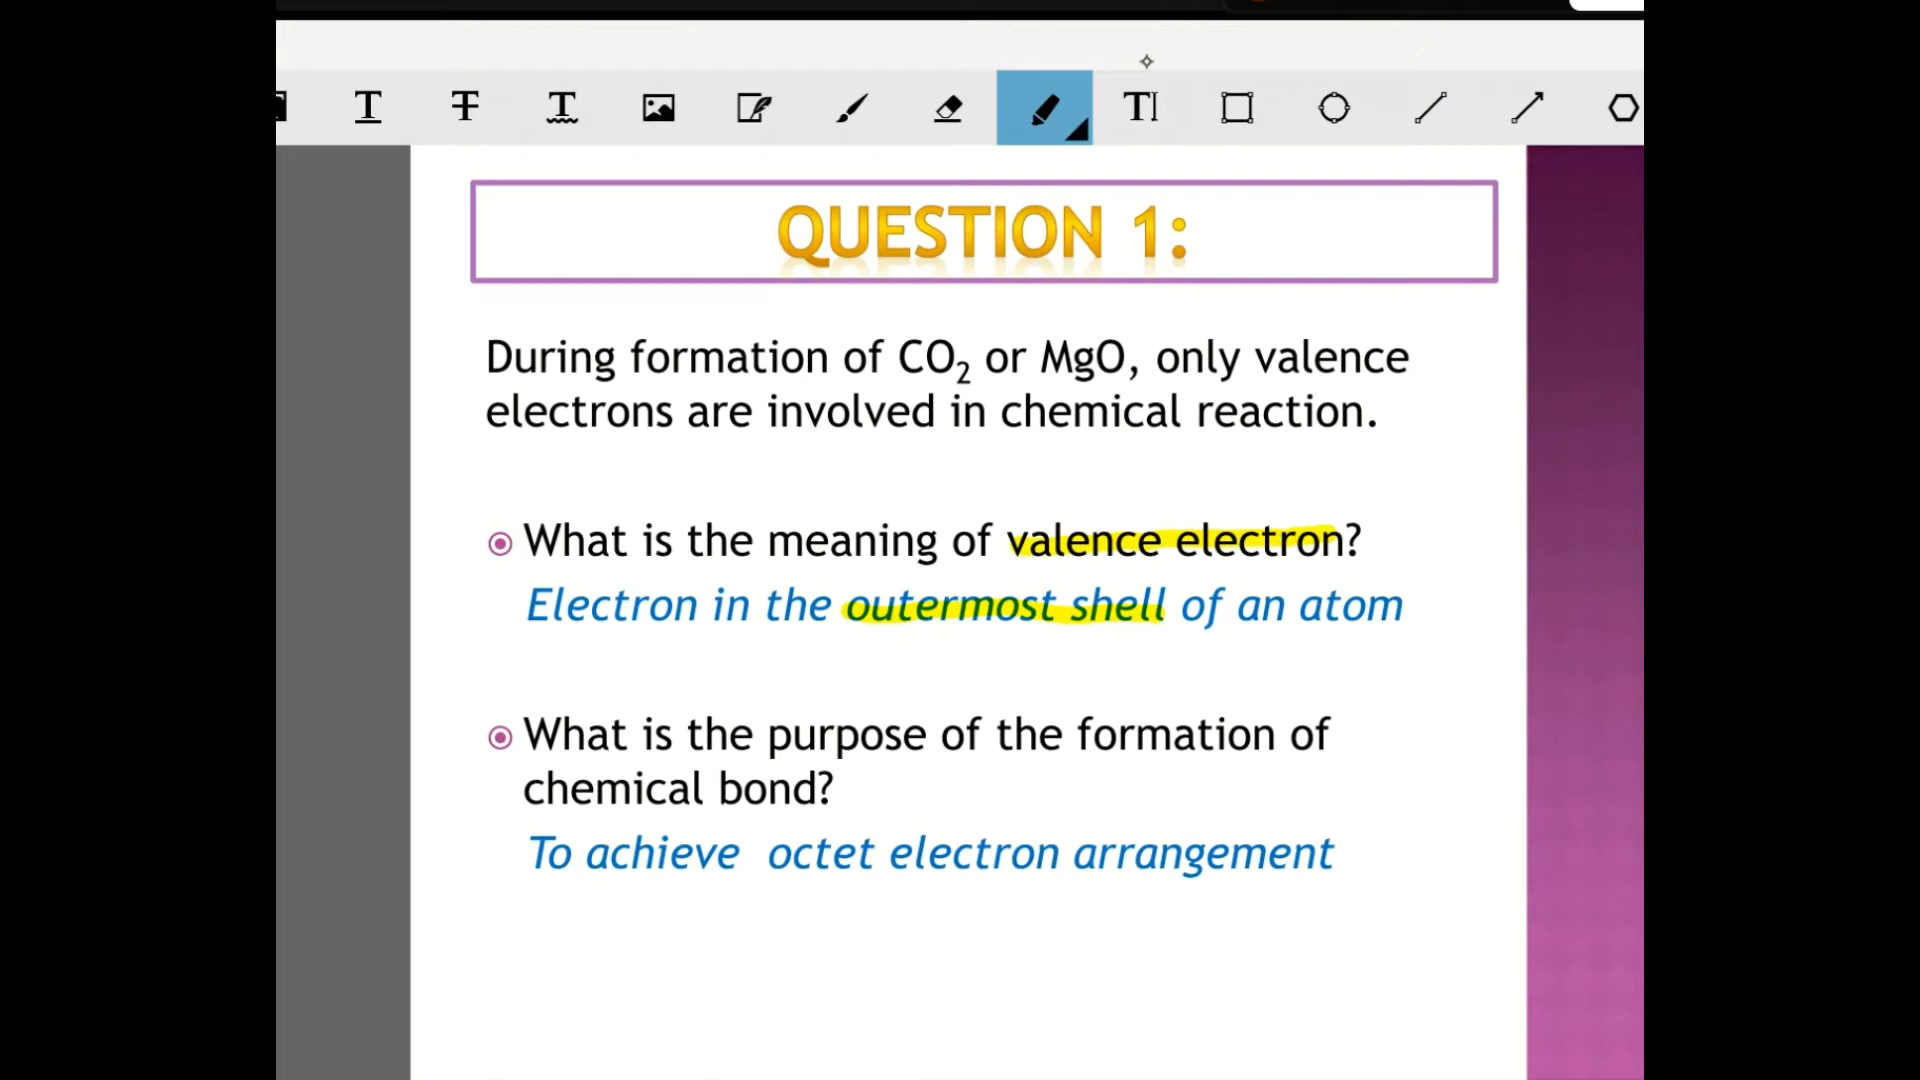 QUESTION 1:
During formation of CO₂ or MgO, only valence
electrons are involved in chemical reaction.
What is the meaning of valence electron?
Electron in the outermost shell of an atom
What is the purpose of the formation of
chemical bond?
To achieve octet electron arrangement